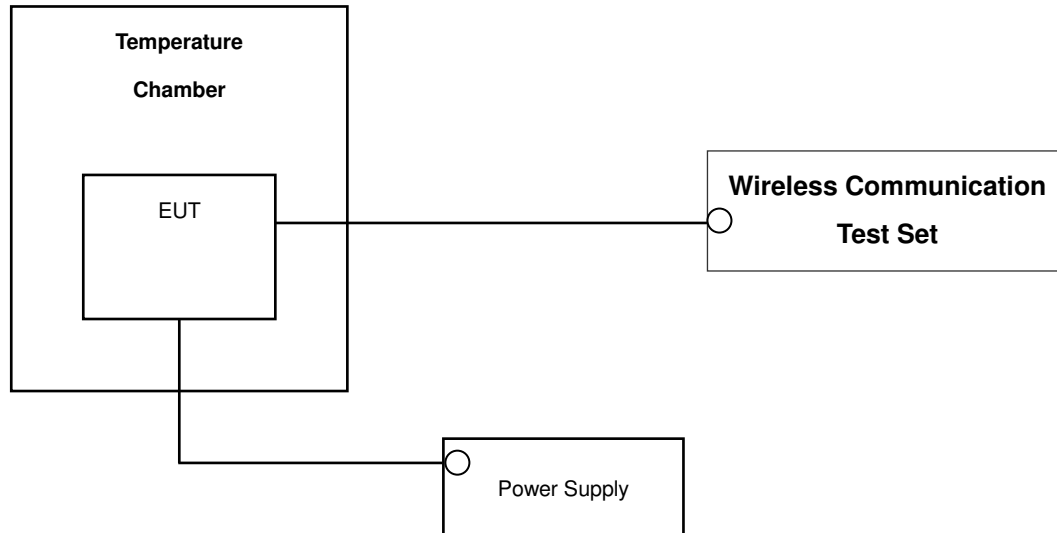 Temperature
Chamber
EUT
Wireless Communication
Test Set
Power Supply